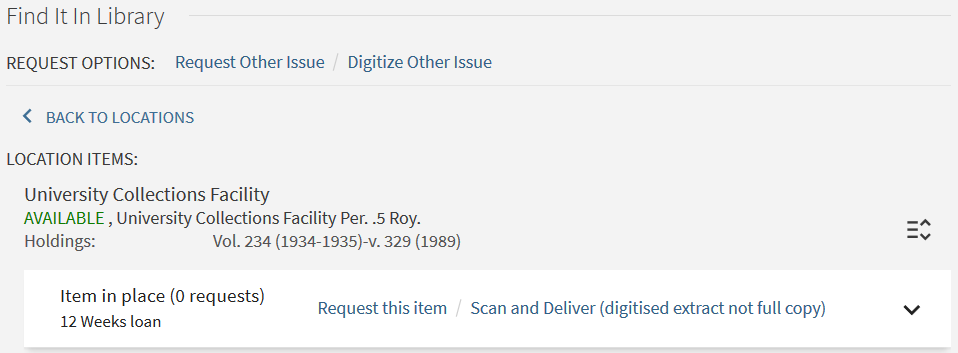 Find It In Library
REQUEST OPTIONS: Request Other Issue / Digitize Other Issue
BACK TO LOCATIONS
LOCATION ITEMS:
University Collections Facility
AVAILABLE , University Collections Facility Per. .5 Roy.
Holdings: Vol. 234 (1934-1935)-v. 329 (1989)
Item in place (0 requests) Request this item / Scan and Deliver (digitised extract not full copy)
12 Weeks loan